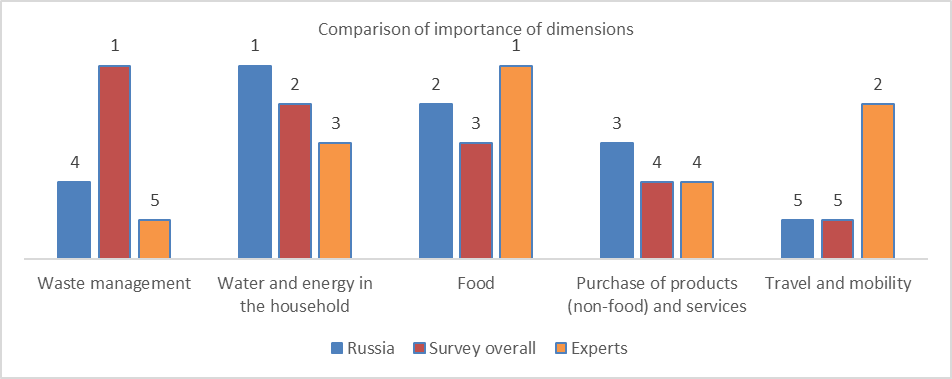 Comparison of importance of dimensions
4 1 5 1 2 3 2 3 1 3 4 4 5 5 2
Waste management
Water and energy in
the household
Food
Purchase of products
(non-food) and services
Travel and mobility
Russia Survey overall Experts